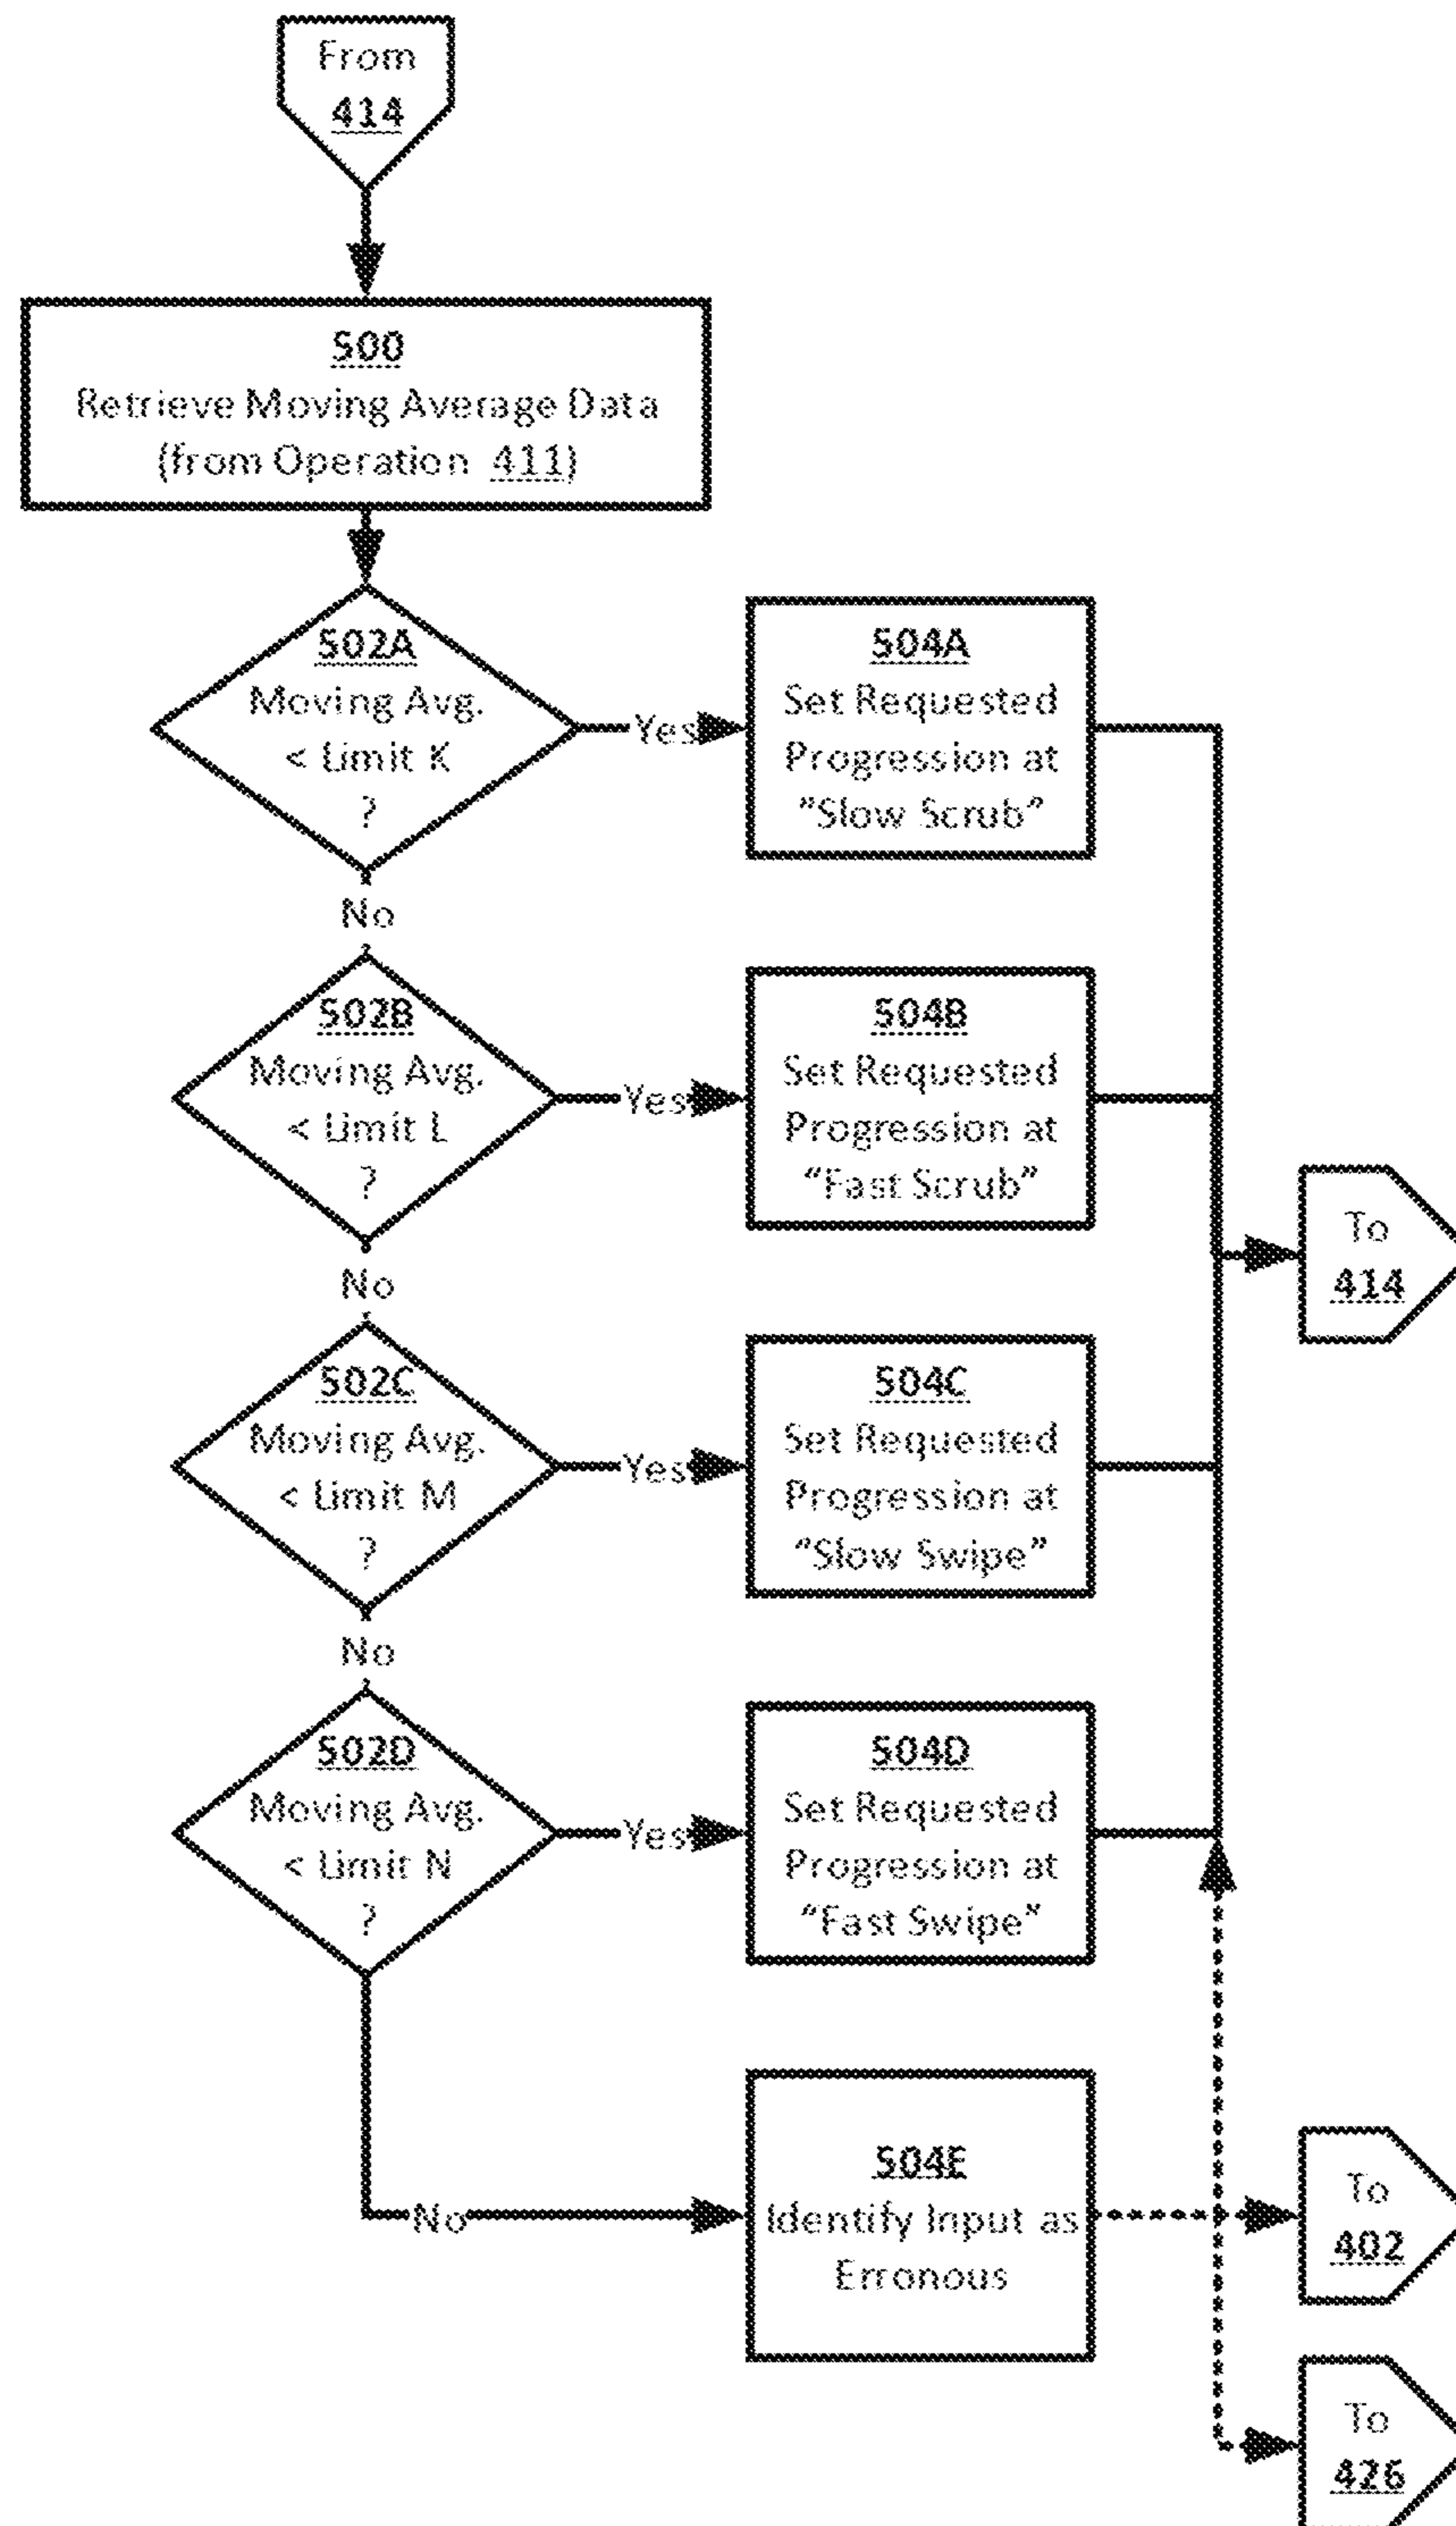 From
414
500
Retrieve Moving Average Data
(from Operation 411)
502A
Moving Avg.
< Limit K
?
Yes
504A
Set Requested
Progression at
"Slow Scrub"
No
502B
Moving Avg.
< Limit L
?
Yes
504B
Set Requested
Progression at
"Fast Scrub"
To
414
No
502C
Moving Avg.
< Limit M
?
Yes
504C
Set Requested
Progression at
"Slow Swipe"
No
502D
Moving Avg.
< Limit N
?
Yes
504D
Set Requested
Progression at
"Fast Swipe"
No
504E
Identify Input as
Erronous
To
402
To
426